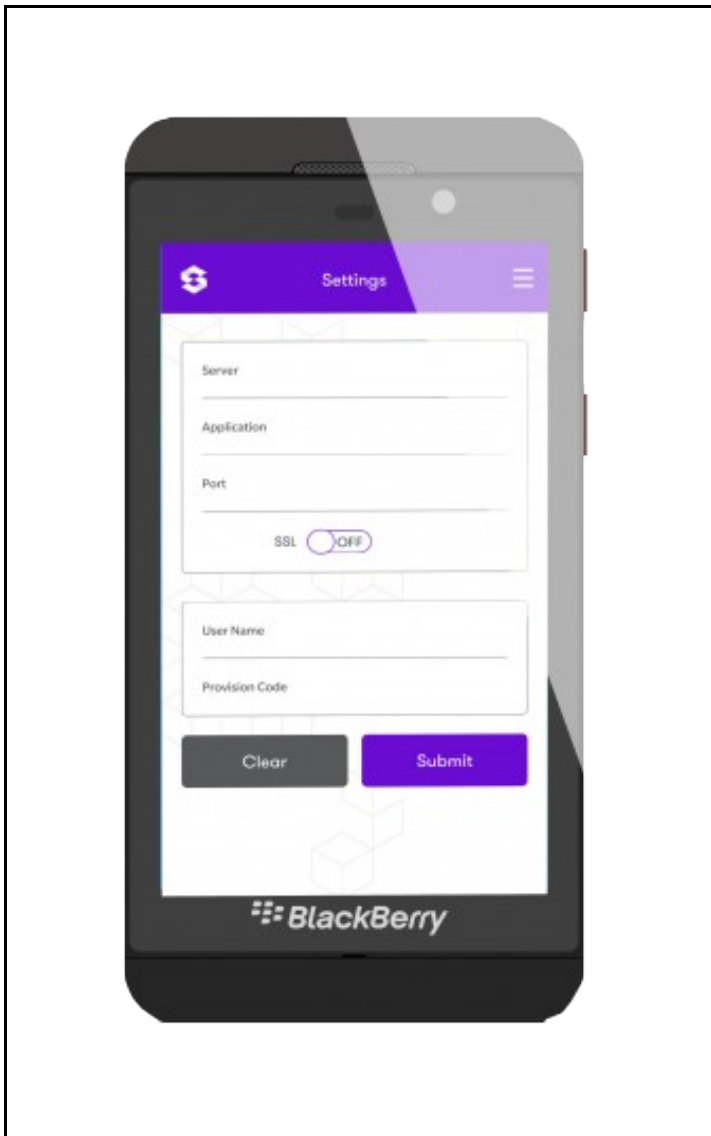 Settings
Server
Application
Port
SSL OFF
User Name
Provision Code
Clear Submit
BlackBerry